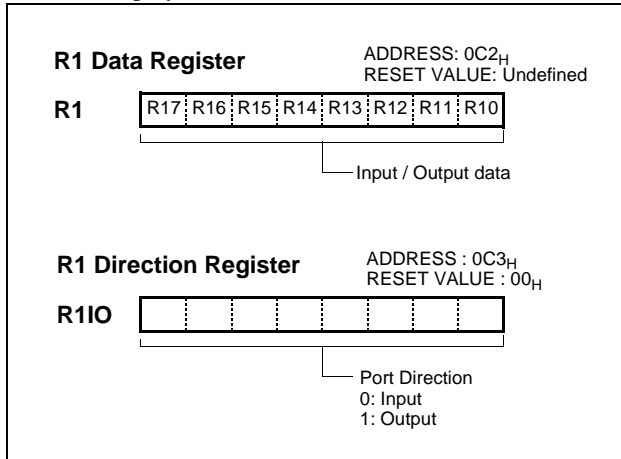 R1 Data Register
ADDRESS: 0C2H
RESET VALUE: Undefined
R1
R17 R16 R15 R14 R13 R12 R11 R10
Input / Output data
R1 Direction Register
ADDRESS : 0C3H
RESET VALUE : 00H
R1IO
Port Direction
0: Input
1: Output